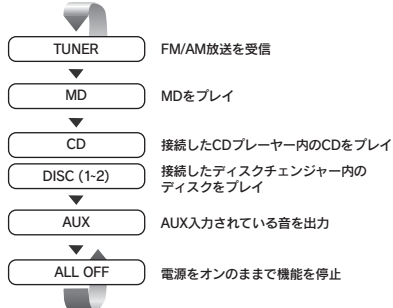 TUNER FM/AM放送を受信
MD MDをプレイ
CD 接続したCDプレーヤー内のCDをプレイ
DISC (1~2) 接続したディスクチェンジャー内の
ディスクをプレイ
AUX AUX入力されている音を出力
ALL OFF 電源をオンのままで機能を停止